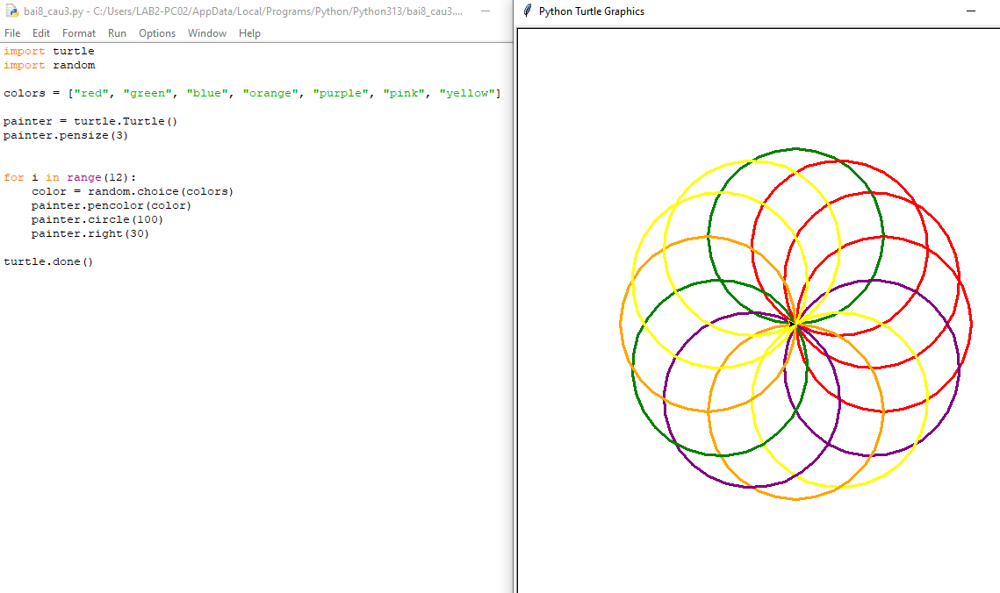 bai8_cau3.py - C:/Users/LAB2-PC02/AppData/Local/Programs/Python/Python313/bai8_cau3....
File Edit Format Run Options Window Help
import turtle
import random
colors = ["red", "green", "blue", "orange", "purple", "pink", "yellow"]
painter = turtle.Turtle()
painter.pensize(3)
for i in range(12):
    color = random.choice(colors)
    painter.pencolor(color)
    painter.circle(100)
    painter.right(30)
turtle.done()
Python Turtle Graphics